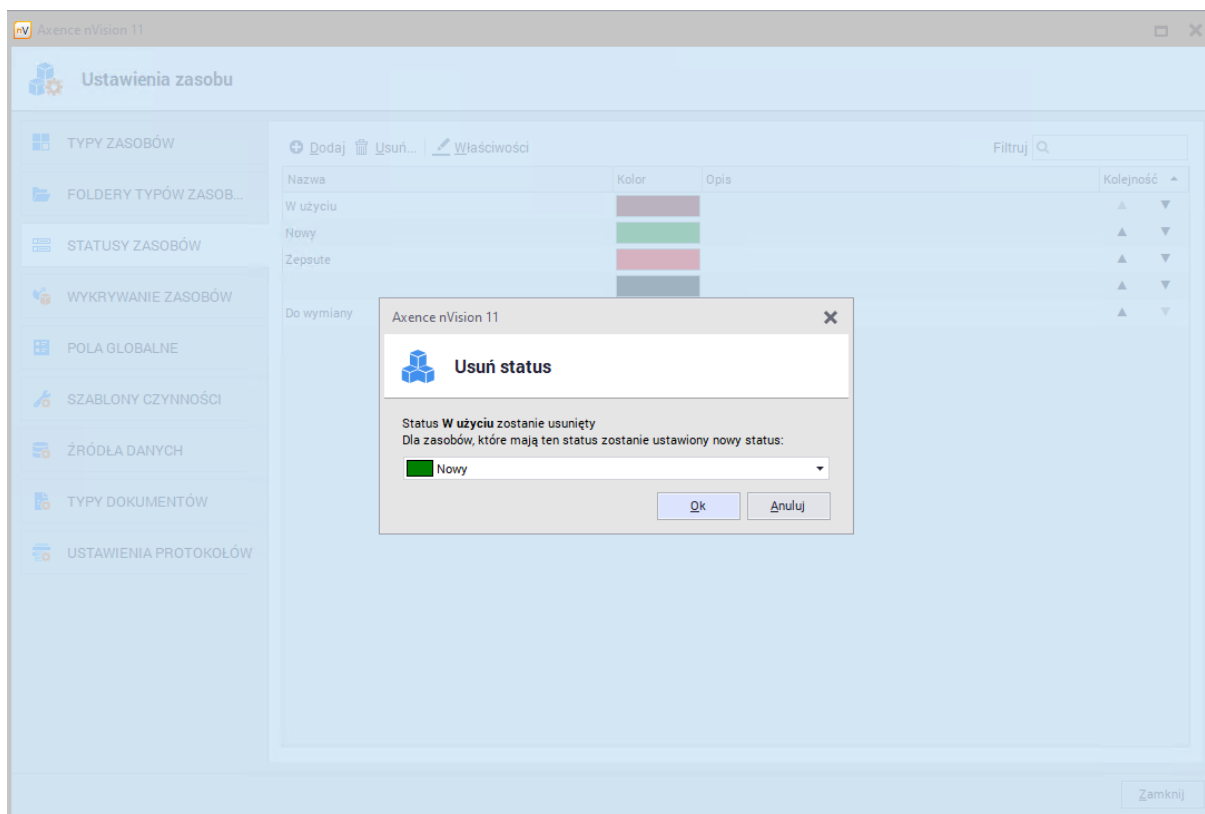 nV Axence nVision 11
Ustawienia zasobu
TYPY ZASOBÓW
FOLDERY TYPÓW ZASOB...
STATUSY ZASOBÓW
WYKRYWANIE ZASOBÓW
POLA GLOBALNE
SZABLONY CZYNNOŚCI
ŹRÓDŁA DANYCH
TYPY DOKUMENTÓW
USTAWIENIA PROTOKOŁÓW
Dodaj Usuń... Właściwości Filtruj
Nazwa Kolor Opis Kolejność
W użyciu
Nowy
Zepsute
Do wymiany
Axence nVision 11
Usuń status
Status W użyciu zostanie usunięty
Dla zasobów, które mają ten status zostanie ustawiony nowy status:
Nowy
Ok Anuluj
Zamknij